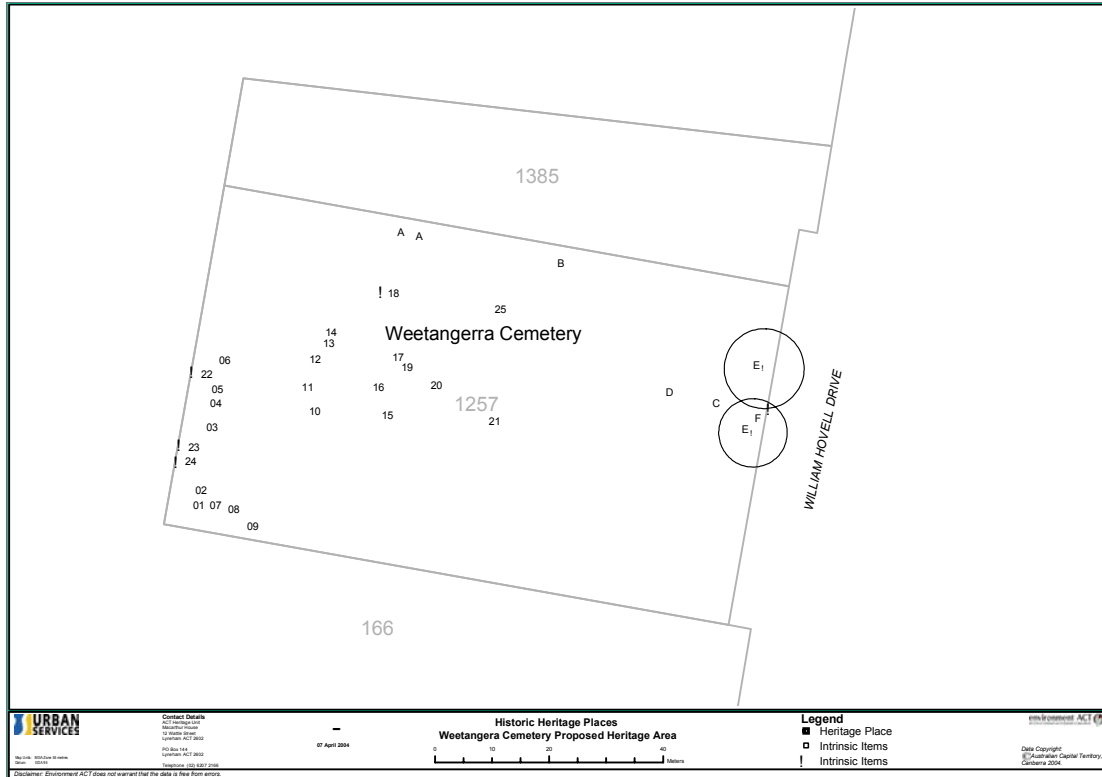 1385
A A
B
! 18
25
14
Weetangerra Cemetery
13
12
17
06
19
E!
! 22
16
20
05
11
D
04
1257
C
!
10
15
F
21
03
E!
WILLIAM HOVELL DRIVE
! 23
! 24
02
01 07 08
09
166
URBAN
SERVICES
Contact Details
ACT Heritage Unit
Macarthur House
12 Wattle Street
Lyneham ACT 2602
PO Box 144
Lyneham ACT 2602
Telephone: (02) 6207 2166
07 April 2004
Historic Heritage Places
Weetangera Cemetery Proposed Heritage Area
0 10 20 40
Meters
Legend
Heritage Place
Intrinsic Items
! Intrinsic Items
environment ACT
Data Copyright:
©Australian Capital Territory,
Canberra 2004.
Disclaimer: Environment ACT does not warrant that the data is free from errors.